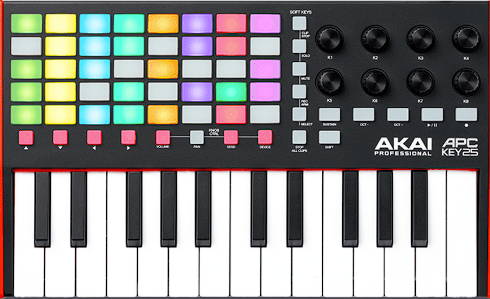 SOFT KEYS
K1 K2 K3 K4
CLIP STOP
SOLO
MUTE
K5 K6 K7 K8
REC ARM
SELECT
SUSTAIN
OCT -
OCT +
VOLUME
PAN
KNOB CTRL
SEND
DEVICE
STOP ALL CLIPS
SHIFT
AKAI
PROFESSIONAL
APC
KEY25